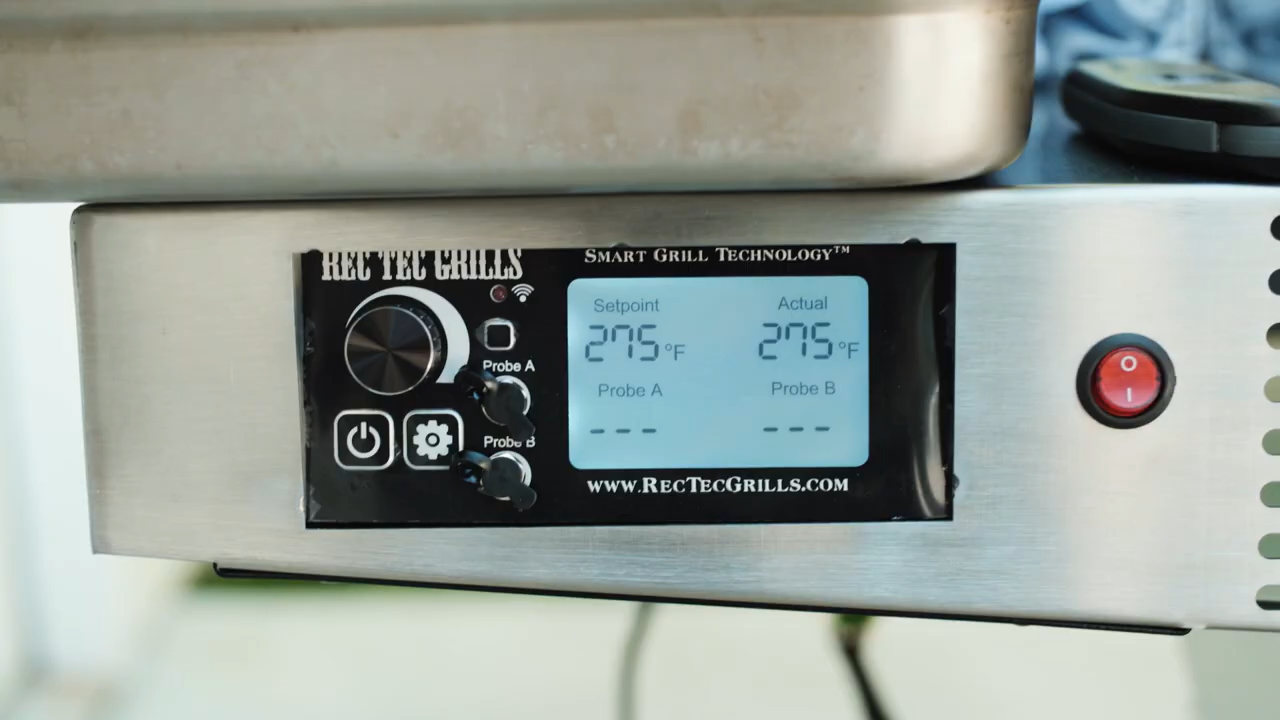 REC TEC GRILLS
SMART GRILL TECHNOLOGY™
Probe A
Probe B
Setpoint
Actual
275°F
275°F
Probe A
Probe B
---
---
WWW.RECTECGRILLS.COM
O
I